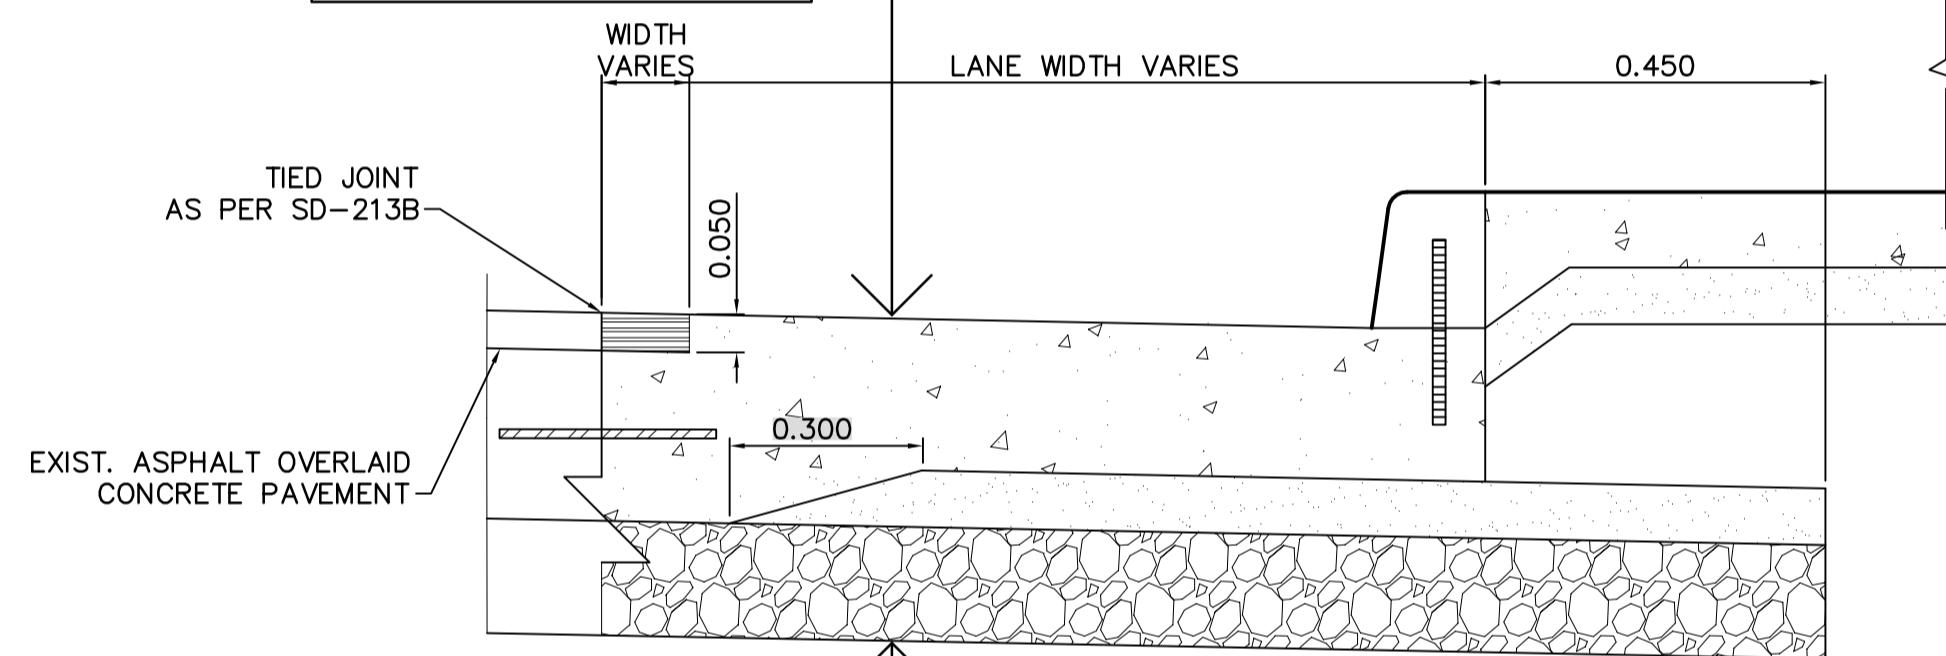 WIDTH
VARIES
LANE WIDTH VARIES
0.450
TIED JOINT
AS PER SD-213B
0.050
0.300
EXIST. ASPHALT OVERLAID
CONCRETE PAVEMENT